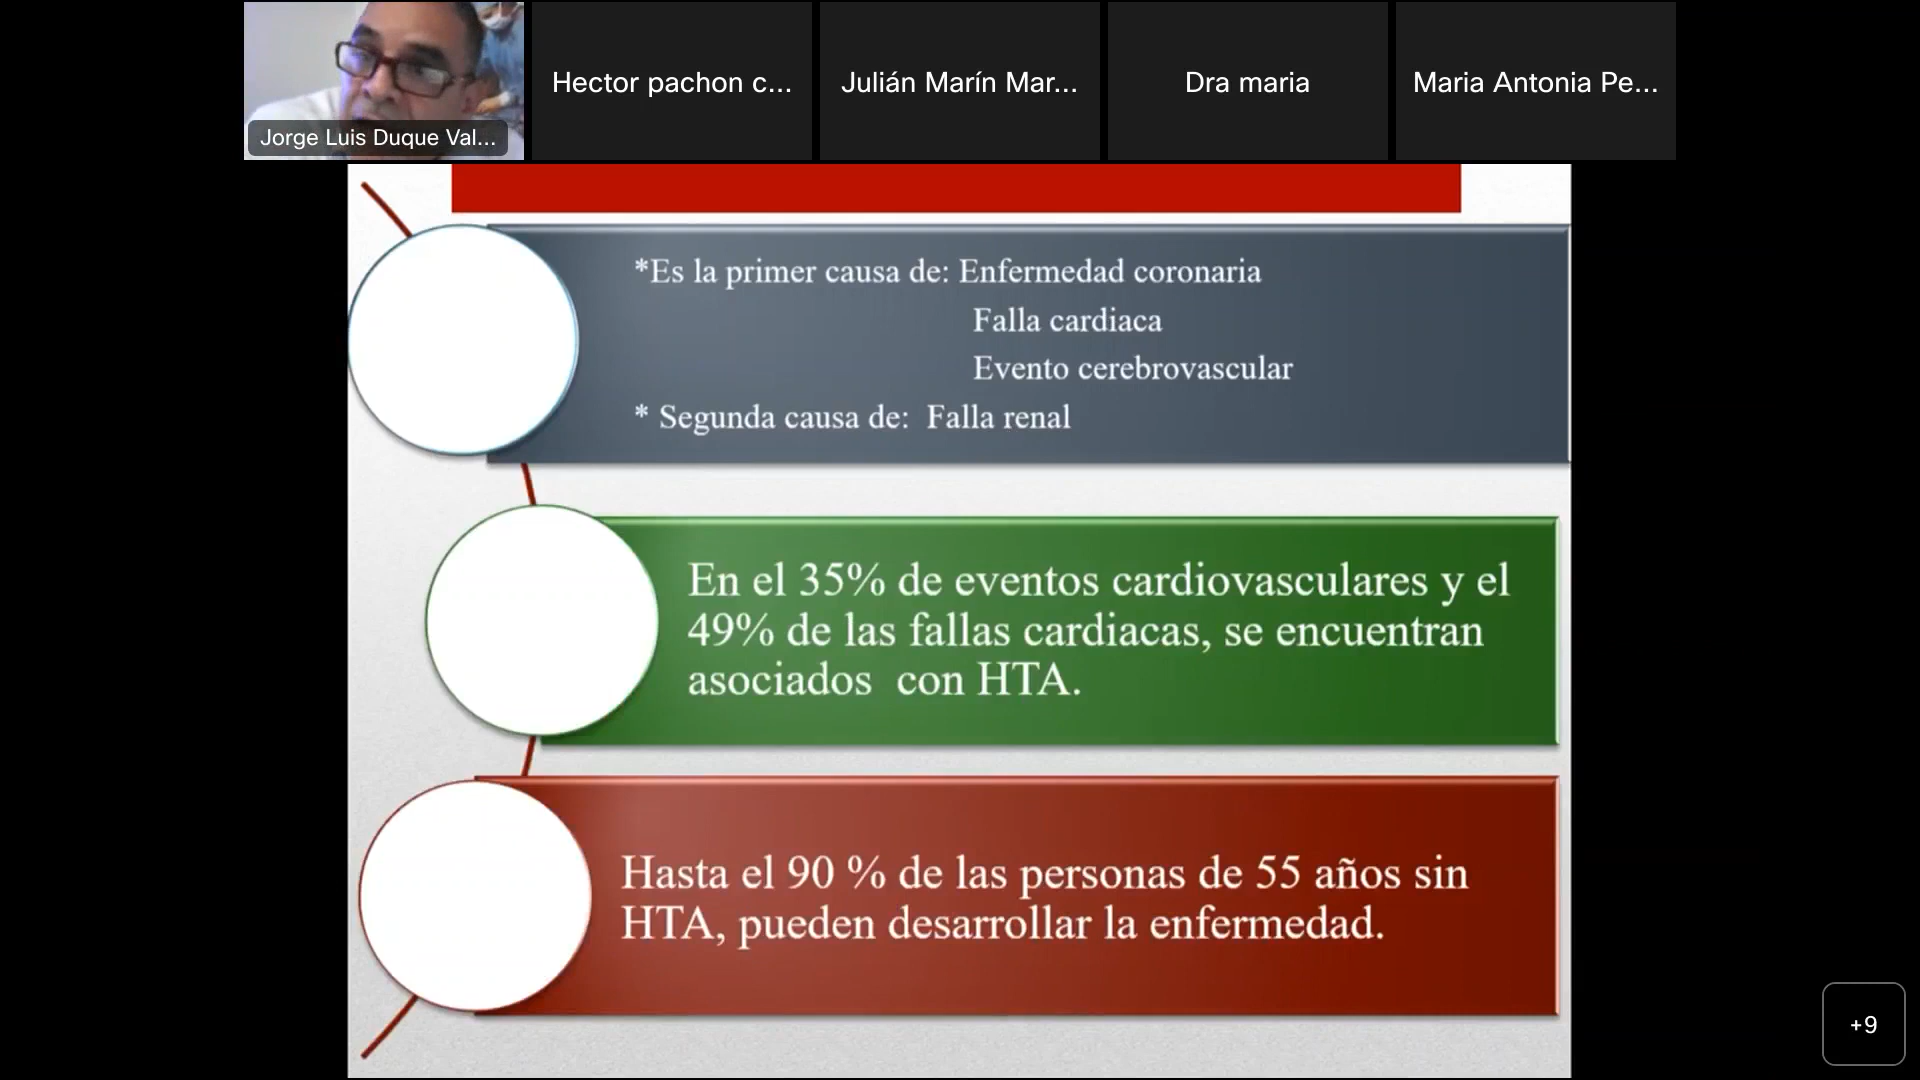 Jorge Luis Duque Val...
Hector pachon c...
Julián Marín Mar...
Dra maria
Maria Antonia Pe...
*Es la primer causa de: Enfermedad coronaria
Falla cardiaca
Evento cerebrovascular
* Segunda causa de: Falla renal
En el 35% de eventos cardiovasculares y el
49% de las fallas cardiacas, se encuentran
asociados con HTA.
Hasta el 90 % de las personas de 55 años sin
HTA, pueden desarrollar la enfermedad.
+9